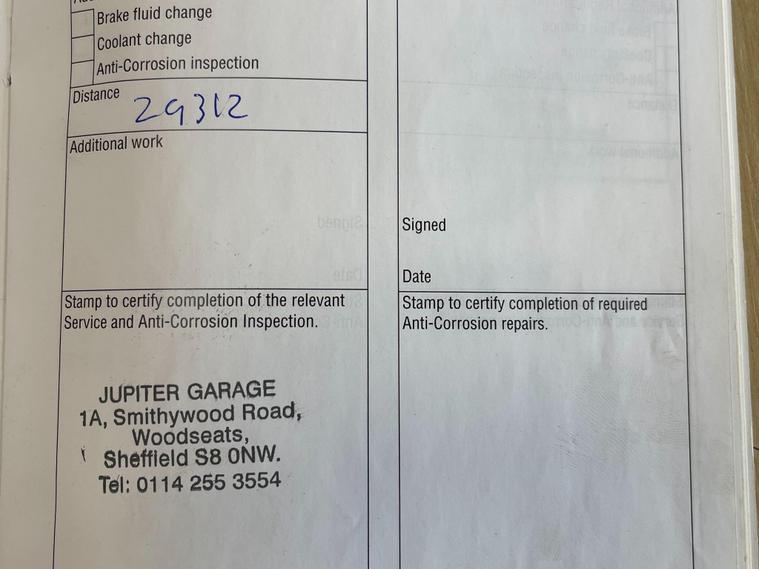 Brake fluid change
Coolant change
Anti-Corrosion inspection
Distance 29312
Additional work
Stamp to certify completion of the relevant
Service and Anti-Corrosion Inspection.
JUPITER GARAGE
1A, Smithywood Road,
Woodseats,
Sheffield S8 0NW.
Tel: 0114 255 3554
Signed
Date
Stamp to certify completion of required
Anti-Corrosion repairs.